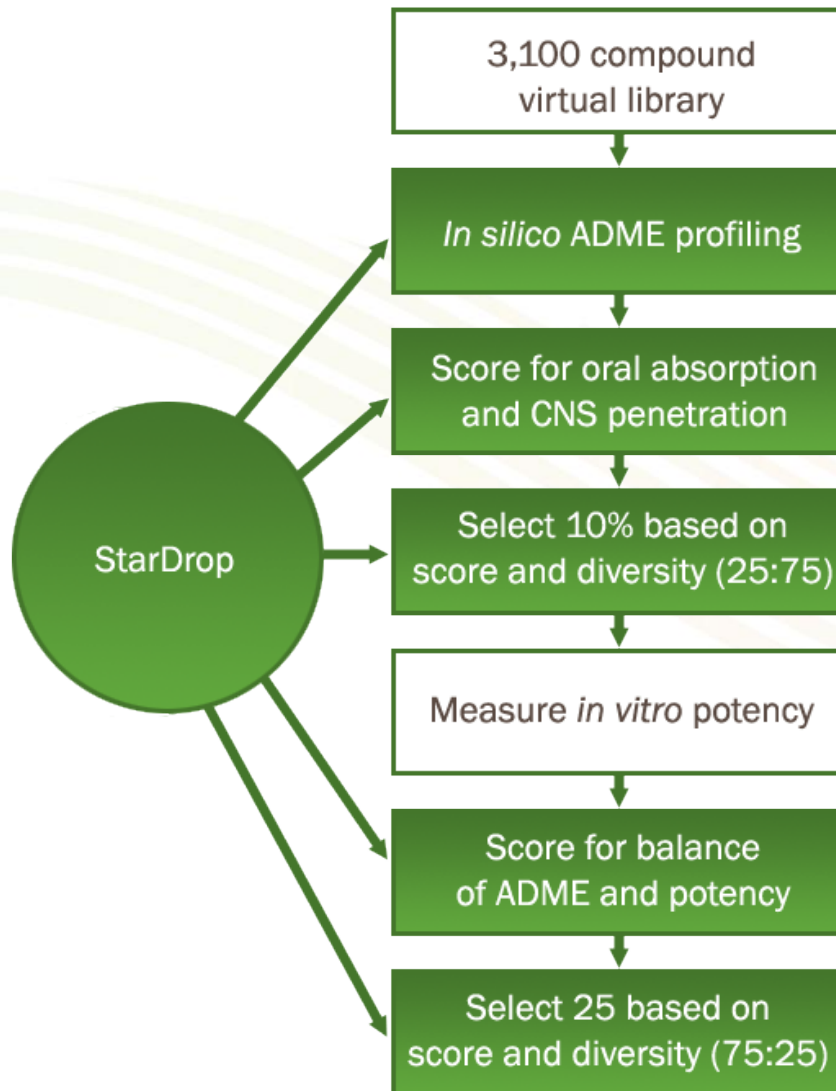 3,100 compound
virtual library
In silico ADME profiling
Score for oral absorption
and CNS penetration
StarDrop
Select 10% based on
score and diversity (25:75)
Measure in vitro potency
Score for balance
of ADME and potency
Select 25 based on
score and diversity (75:25)